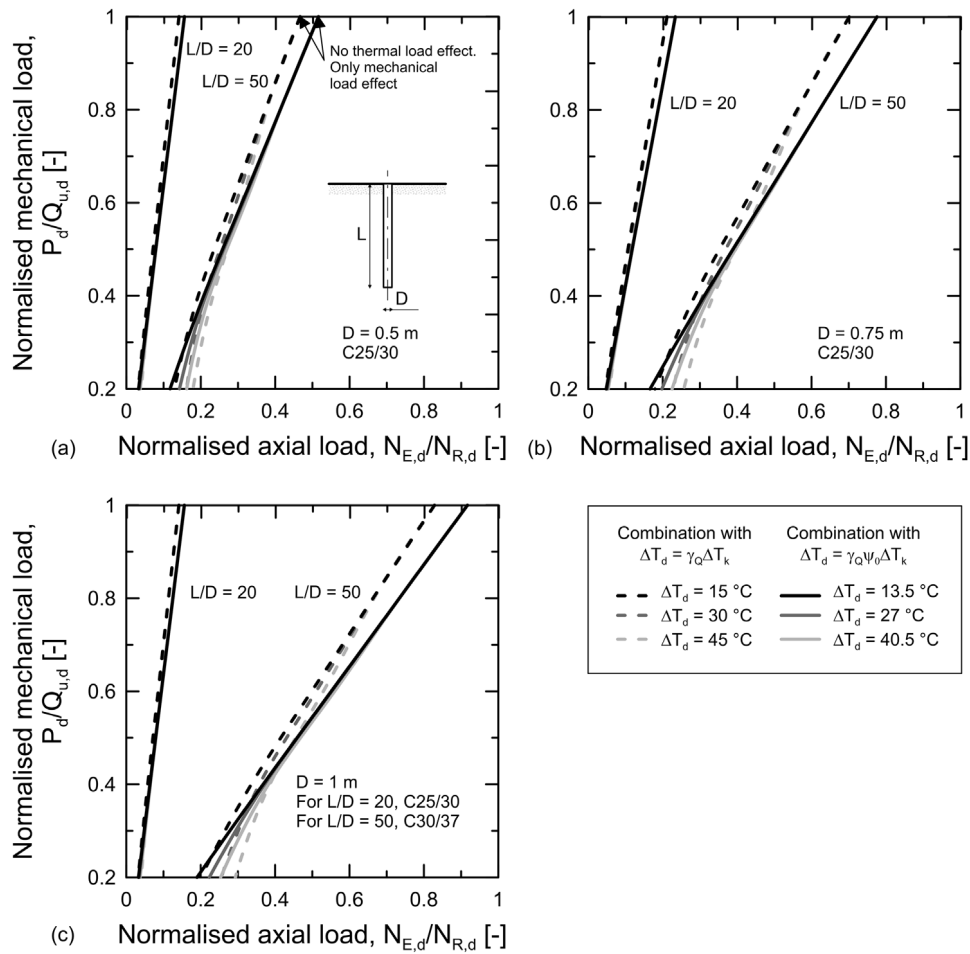 1
0.8
0.6
0.4
0.2
Normalised mechanical load,
P_d/Q_u,d [-]
L/D = 20
L/D = 50
No thermal load effect.
Only mechanical
load effect
L
D
D = 0.5 m
C25/30
0
0.2
0.4
0.6
0.8
1
(a)
Normalised axial load, N_E,d/N_R,d [-]
1
0.8
0.6
0.4
0.2
Normalised mechanical load,
P_d/Q_u,d [-]
L/D = 20
L/D = 50
D = 0.75 m
C25/30
0
0.2
0.4
0.6
0.8
1
(b)
Normalised axial load, N_E,d/N_R,d [-]
1
0.8
0.6
0.4
0.2
Normalised mechanical load,
P_d/Q_u,d [-]
L/D = 20
L/D = 50
D = 1 m
For L/D = 20, C25/30
For L/D = 50, C30/37
0
0.2
0.4
0.6
0.8
1
(c)
Normalised axial load, N_E,d/N_R,d [-]
Combination with
ΔT_d = γ_QΔT_k
ΔT_d = 15 °C
ΔT_d = 30 °C
ΔT_d = 45 °C
Combination with
ΔT_d = γ_Qψ_0ΔT_k
ΔT_d = 13.5 °C
ΔT_d = 27 °C
ΔT_d = 40.5 °C